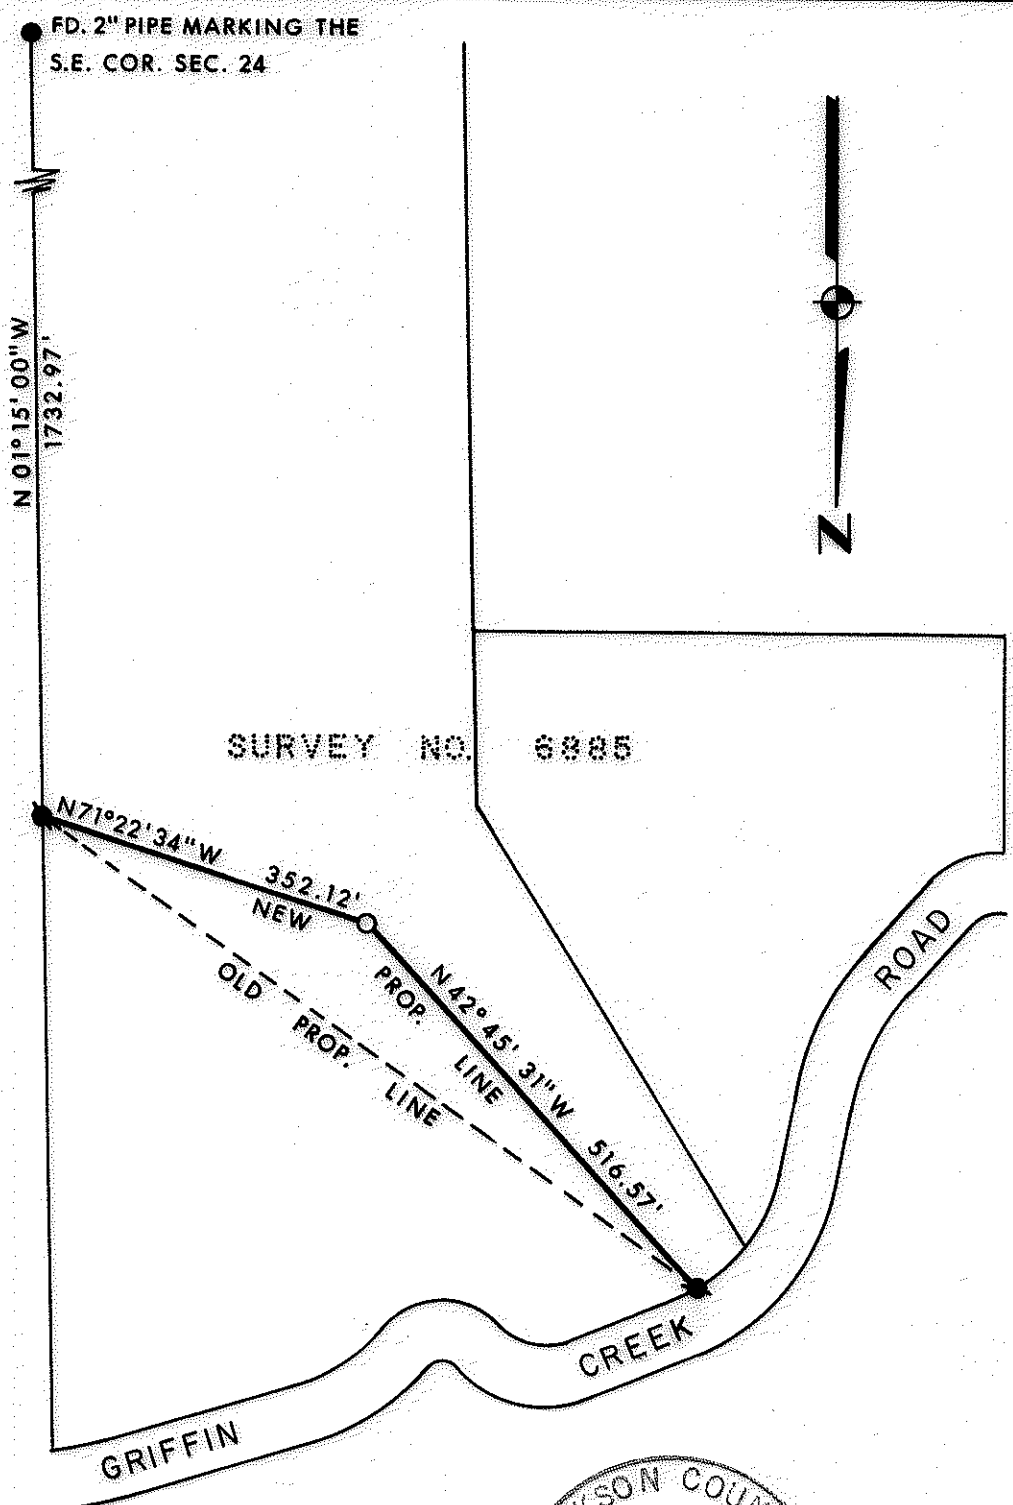 FD. 2" PIPE MARKING THE
S.E. COR. SEC. 24
N 01° 15' 00" W
1732.97'
N
SURVEY NO. 6885
N71°22'34"W 352.12'
NEW PROP. LINE
N42°45'31"W 516.57'
OLD PROP. LINE
GRIFFIN CREEK ROAD